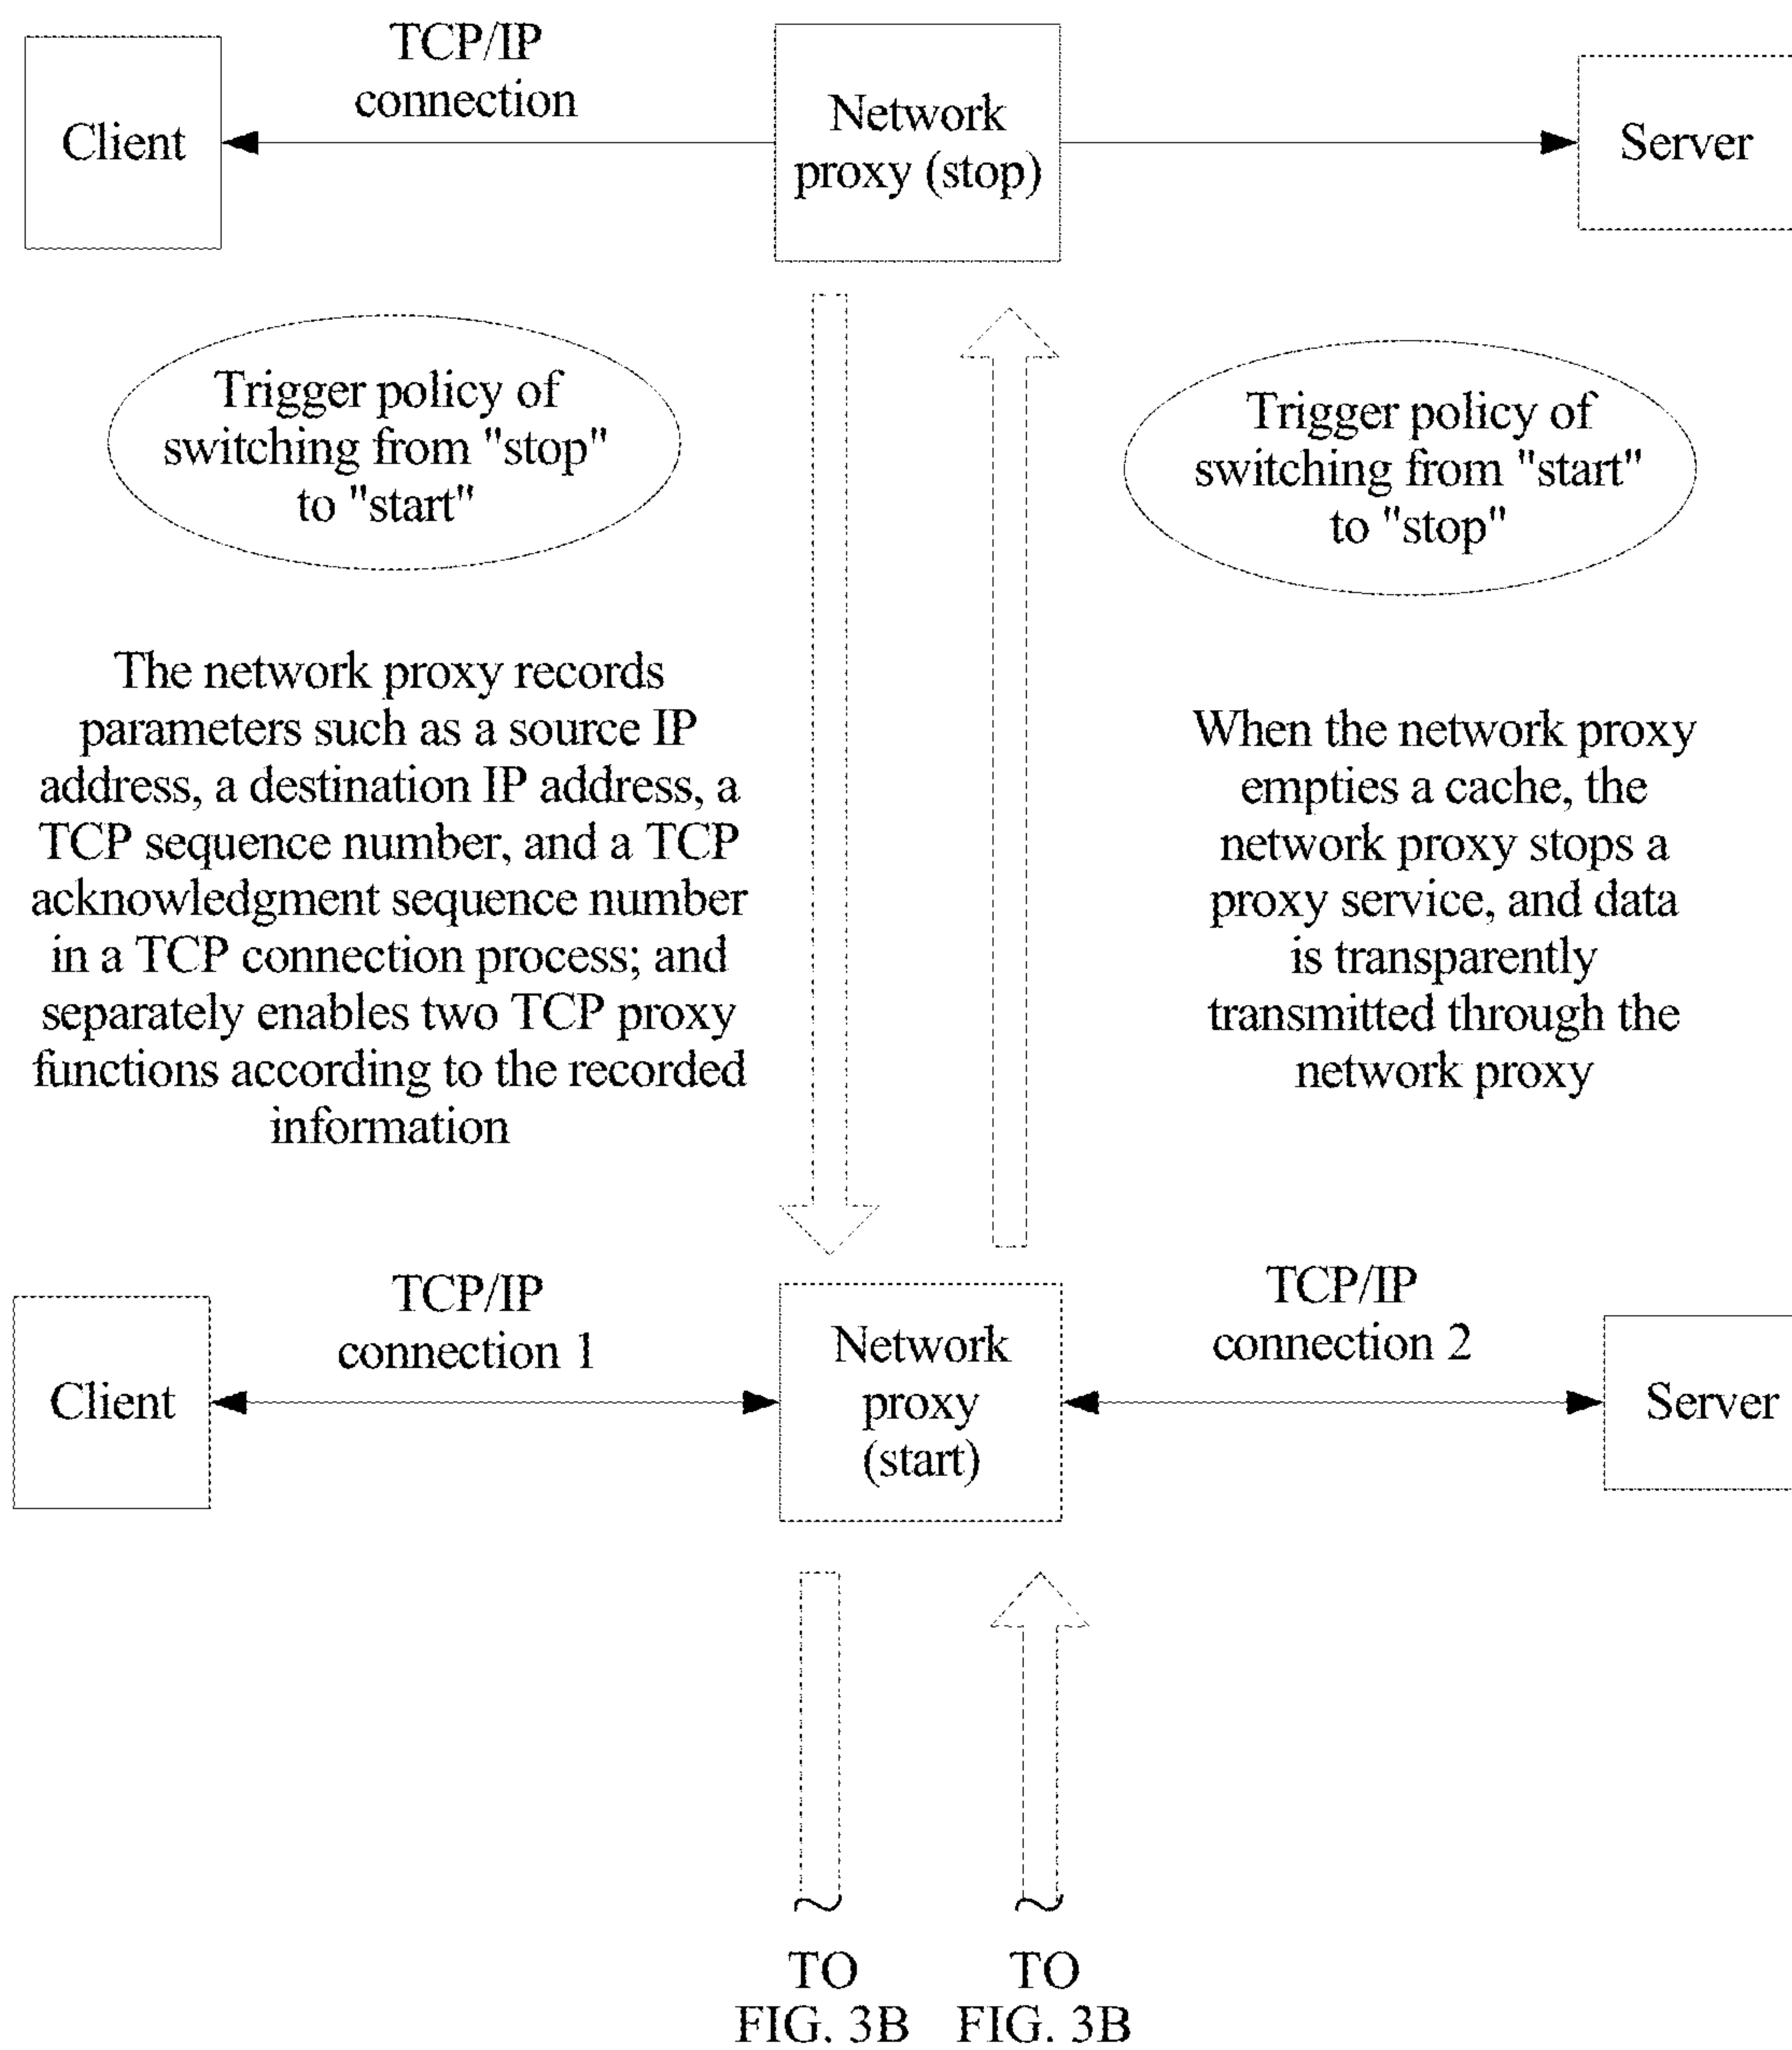 TCP/IP
connection
Client
Network
proxy (stop)
Server
Trigger policy of
switching from "stop"
to "start"
Trigger policy of
switching from "start"
to "stop"
The network proxy records
parameters such as a source IP
address, a destination IP address, a
TCP sequence number, and a TCP
acknowledgment sequence number
in a TCP connection process; and
separately enables two TCP proxy
functions according to the recorded
information
When the network proxy
empties a cache, the
network proxy stops a
proxy service, and data
is transparently
transmitted through the
network proxy
TCP/IP
connection 1
TCP/IP
connection 2
Client
Network
proxy
(start)
Server
TO
FIG. 3B
TO
FIG. 3B